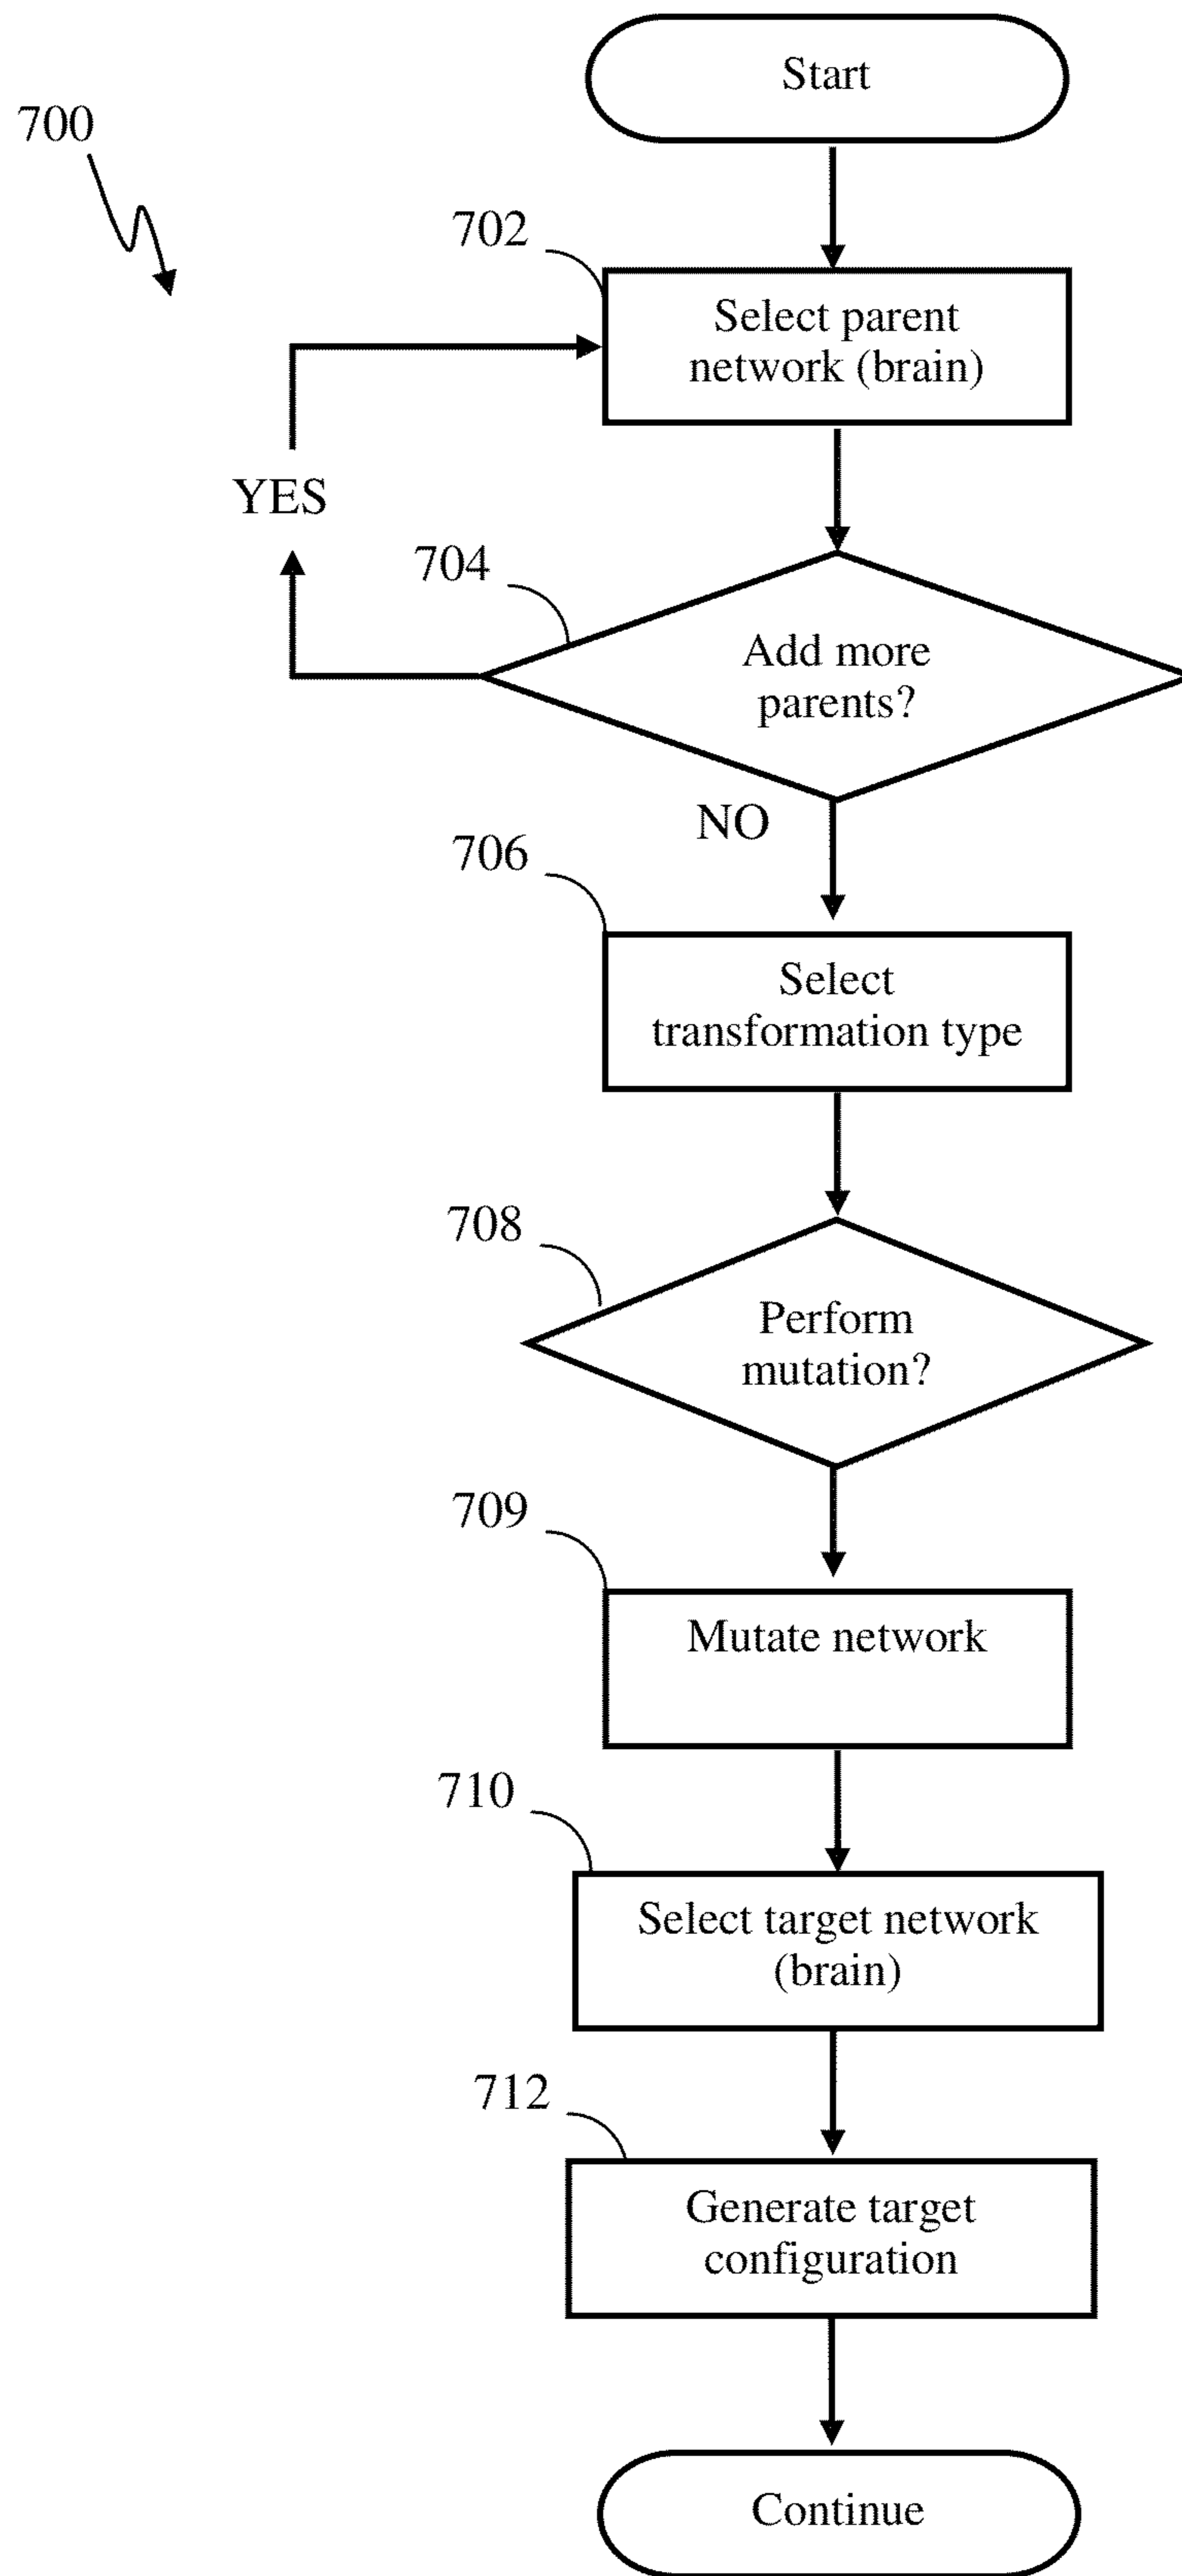 Start
700
702
Select parent
network (brain)
YES
704
Add more
parents?
NO
706
Select
transformation type
708
Perform
mutation?
709
Mutate network
710
Select target network
(brain)
712
Generate target
configuration
Continue